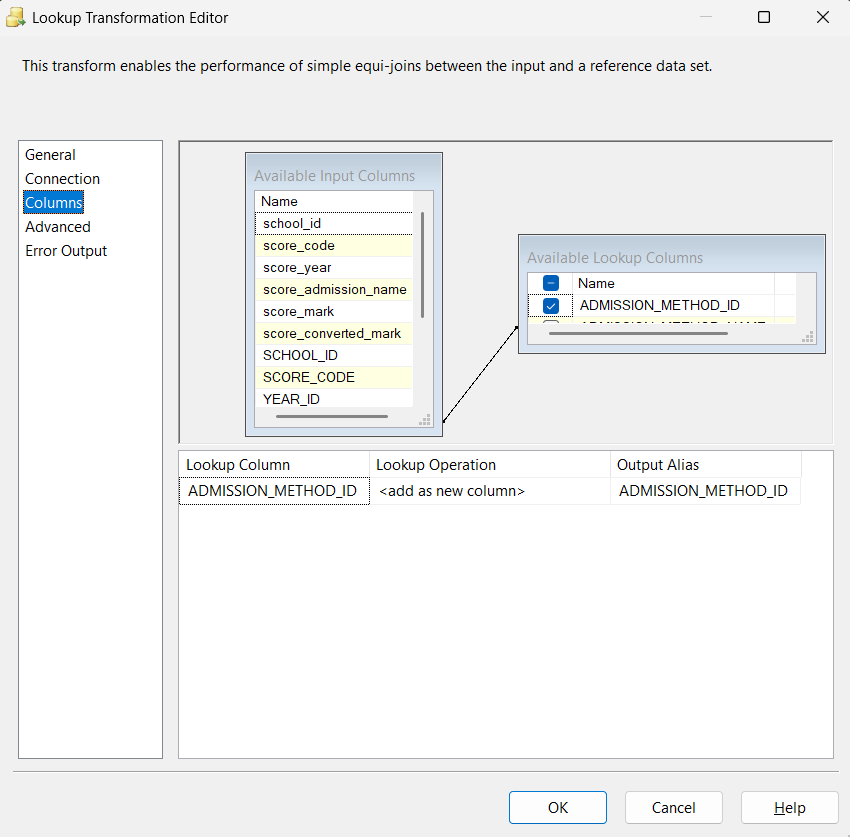 Lookup Transformation Editor
This transform enables the performance of simple equi-joins between the input and a reference data set.
General
Connection
Columns
Advanced
Error Output
Available Input Columns
Name
school_id
score_code
score_year
score_admission_name
score_mark
score_converted_mark
SCHOOL_ID
SCORE_CODE
YEAR_ID
Available Lookup Columns
Name
ADMISSION_METHOD_ID
Lookup Column Lookup Operation Output Alias
ADMISSION_METHOD_ID <add as new column> ADMISSION_METHOD_ID
OK Cancel Help